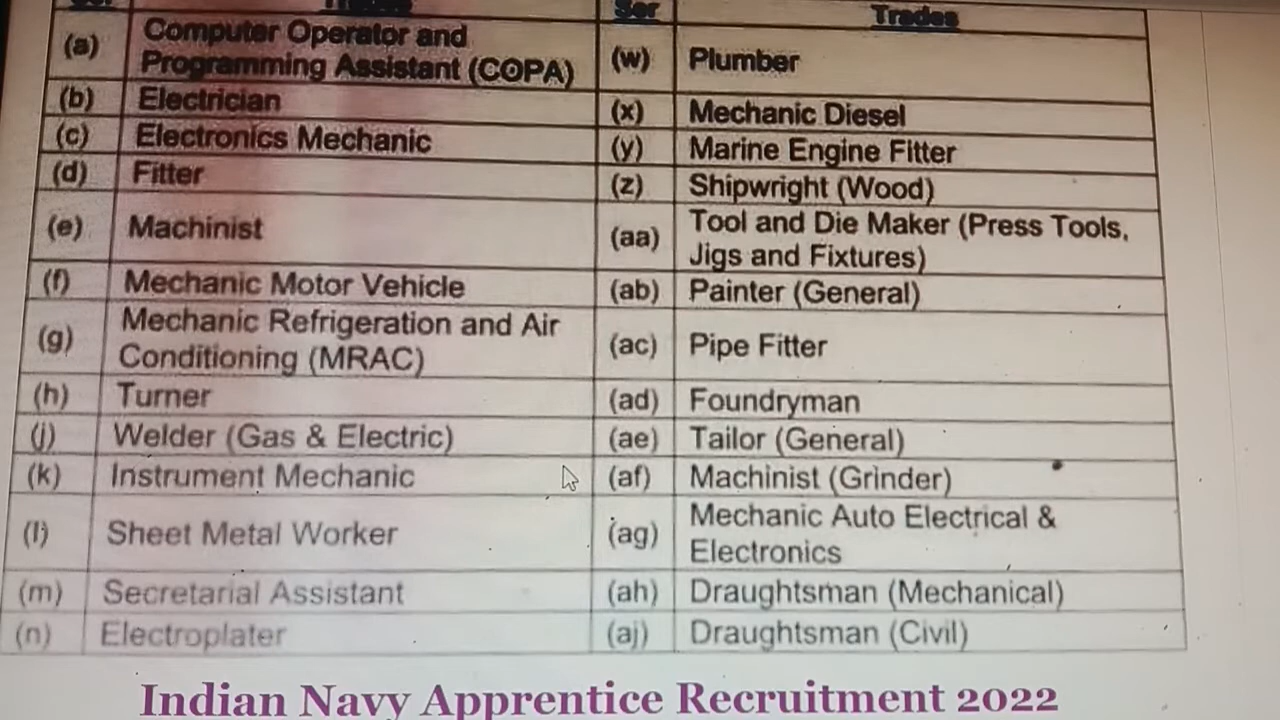 Ser Trades Ser Trades
(a) Computer Operator and
Programming Assistant (COPA) (w) Plumber
(b) Electrician (x) Mechanic Diesel
(c) Electronics Mechanic (y) Marine Engine Fitter
(d) Fitter (z) Shipwright (Wood)
(e) Machinist (aa) Tool and Die Maker (Press Tools,
Jigs and Fixtures)
(f) Mechanic Motor Vehicle (ab) Painter (General)
(g) Mechanic Refrigeration and Air
Conditioning (MRAC) (ac) Pipe Fitter
(h) Turner (ad) Foundryman
(j) Welder (Gas & Electric) (ae) Tailor (General)
(k) Instrument Mechanic (af) Machinist (Grinder)
(l) Sheet Metal Worker (ag) Mechanic Auto Electrical &
Electronics
(m) Secretarial Assistant (ah) Draughtsman (Mechanical)
(n) Electroplater (aj) Draughtsman (Civil)
Indian Navy Apprentice Recruitment 2022